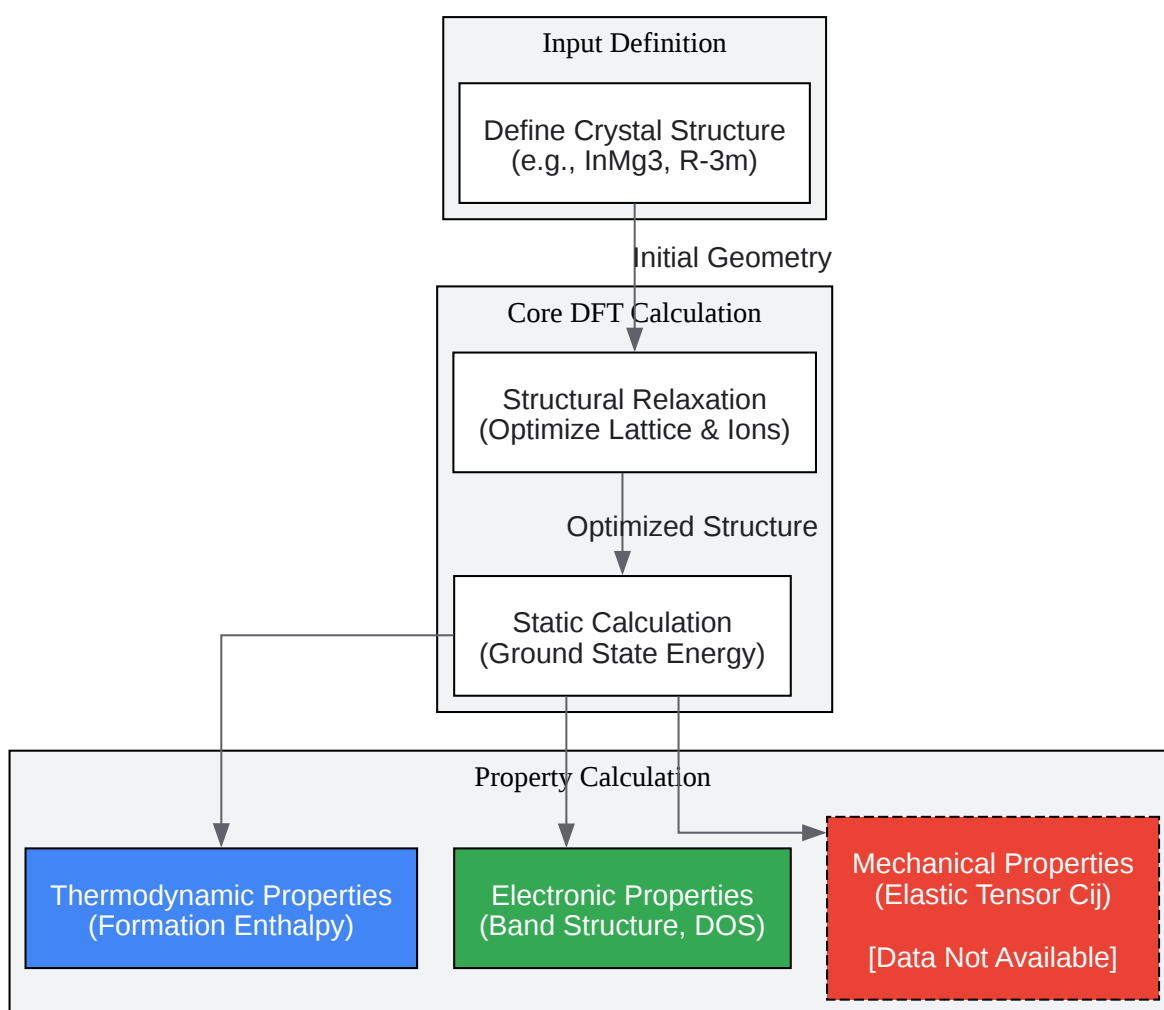 Input Definition
Define Crystal Structure
(e.g., InMg3, R-3m)
Initial Geometry
Core DFT Calculation
Structural Relaxation
(Optimize Lattice & Ions)
Optimized Structure
Static Calculation
(Ground State Energy)
Property Calculation
Thermodynamic Properties
(Formation Enthalpy)
Electronic Properties
(Band Structure, DOS)
Mechanical Properties
(Elastic Tensor Cij)
[Data Not Available]